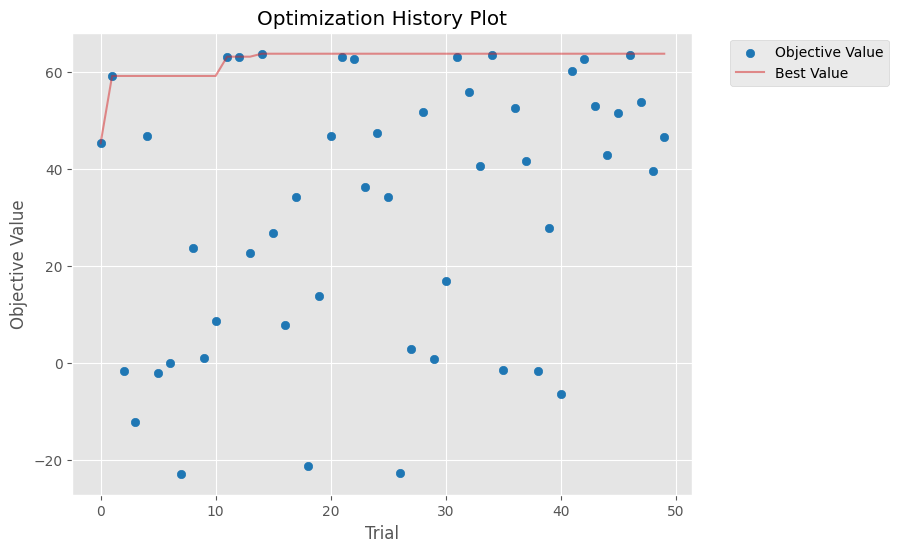 Optimization History Plot
Objective Value
Best Value
Objective Value
60
40
20
0
−20
0 10 20 30 40 50
Trial